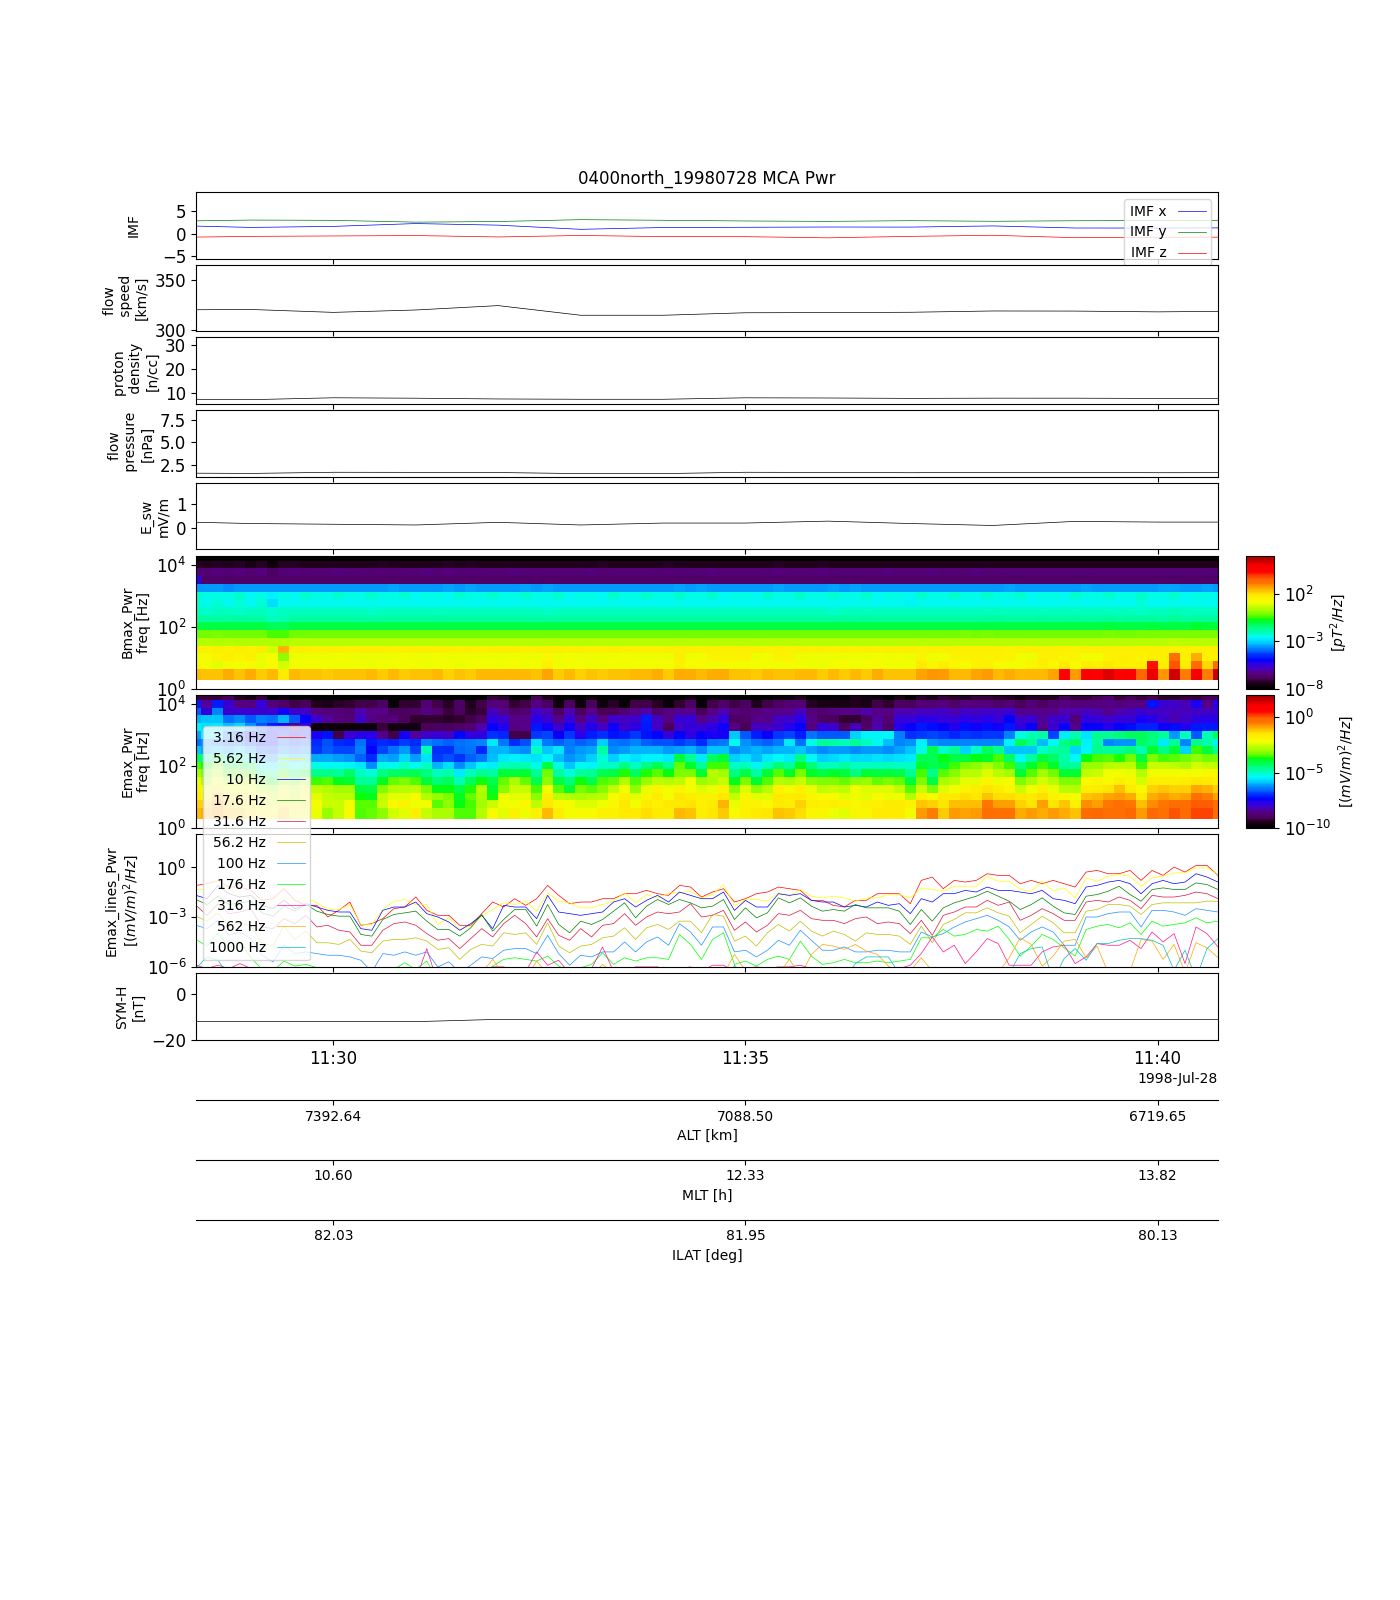 0400north_19980728 MCA Pwr
IMF
5
0
−5
IMF x
IMF y
IMF z
flow
speed
[km/s]
350
300
proton
density
[n/cc]
30
20
10
flow
pressure
[nPa]
7.5
5.0
2.5
E_sw
mV/m
1
0
Bmax_Pwr
freq [Hz]
10^4
10^2
10^0
10^2
10^−3
10^−8
[pT^2/Hz]
Emax_Pwr
freq [Hz]
10^4
10^2
10^0
10^0
10^−5
10^−10
[(mV/m)^2/Hz]
3.16 Hz
5.62 Hz
10 Hz
17.6 Hz
31.6 Hz
56.2 Hz
100 Hz
176 Hz
316 Hz
562 Hz
1000 Hz
Emax_lines_Pwr
[(mV/m)^2/Hz]
10^0
10^−3
10^−6
SYM-H
[nT]
0
−20
11:30 11:35 11:40
1998-Jul-28
7392.64 7088.50 6719.65
ALT [km]
10.60 12.33 13.82
MLT [h]
82.03 81.95 80.13
ILAT [deg]